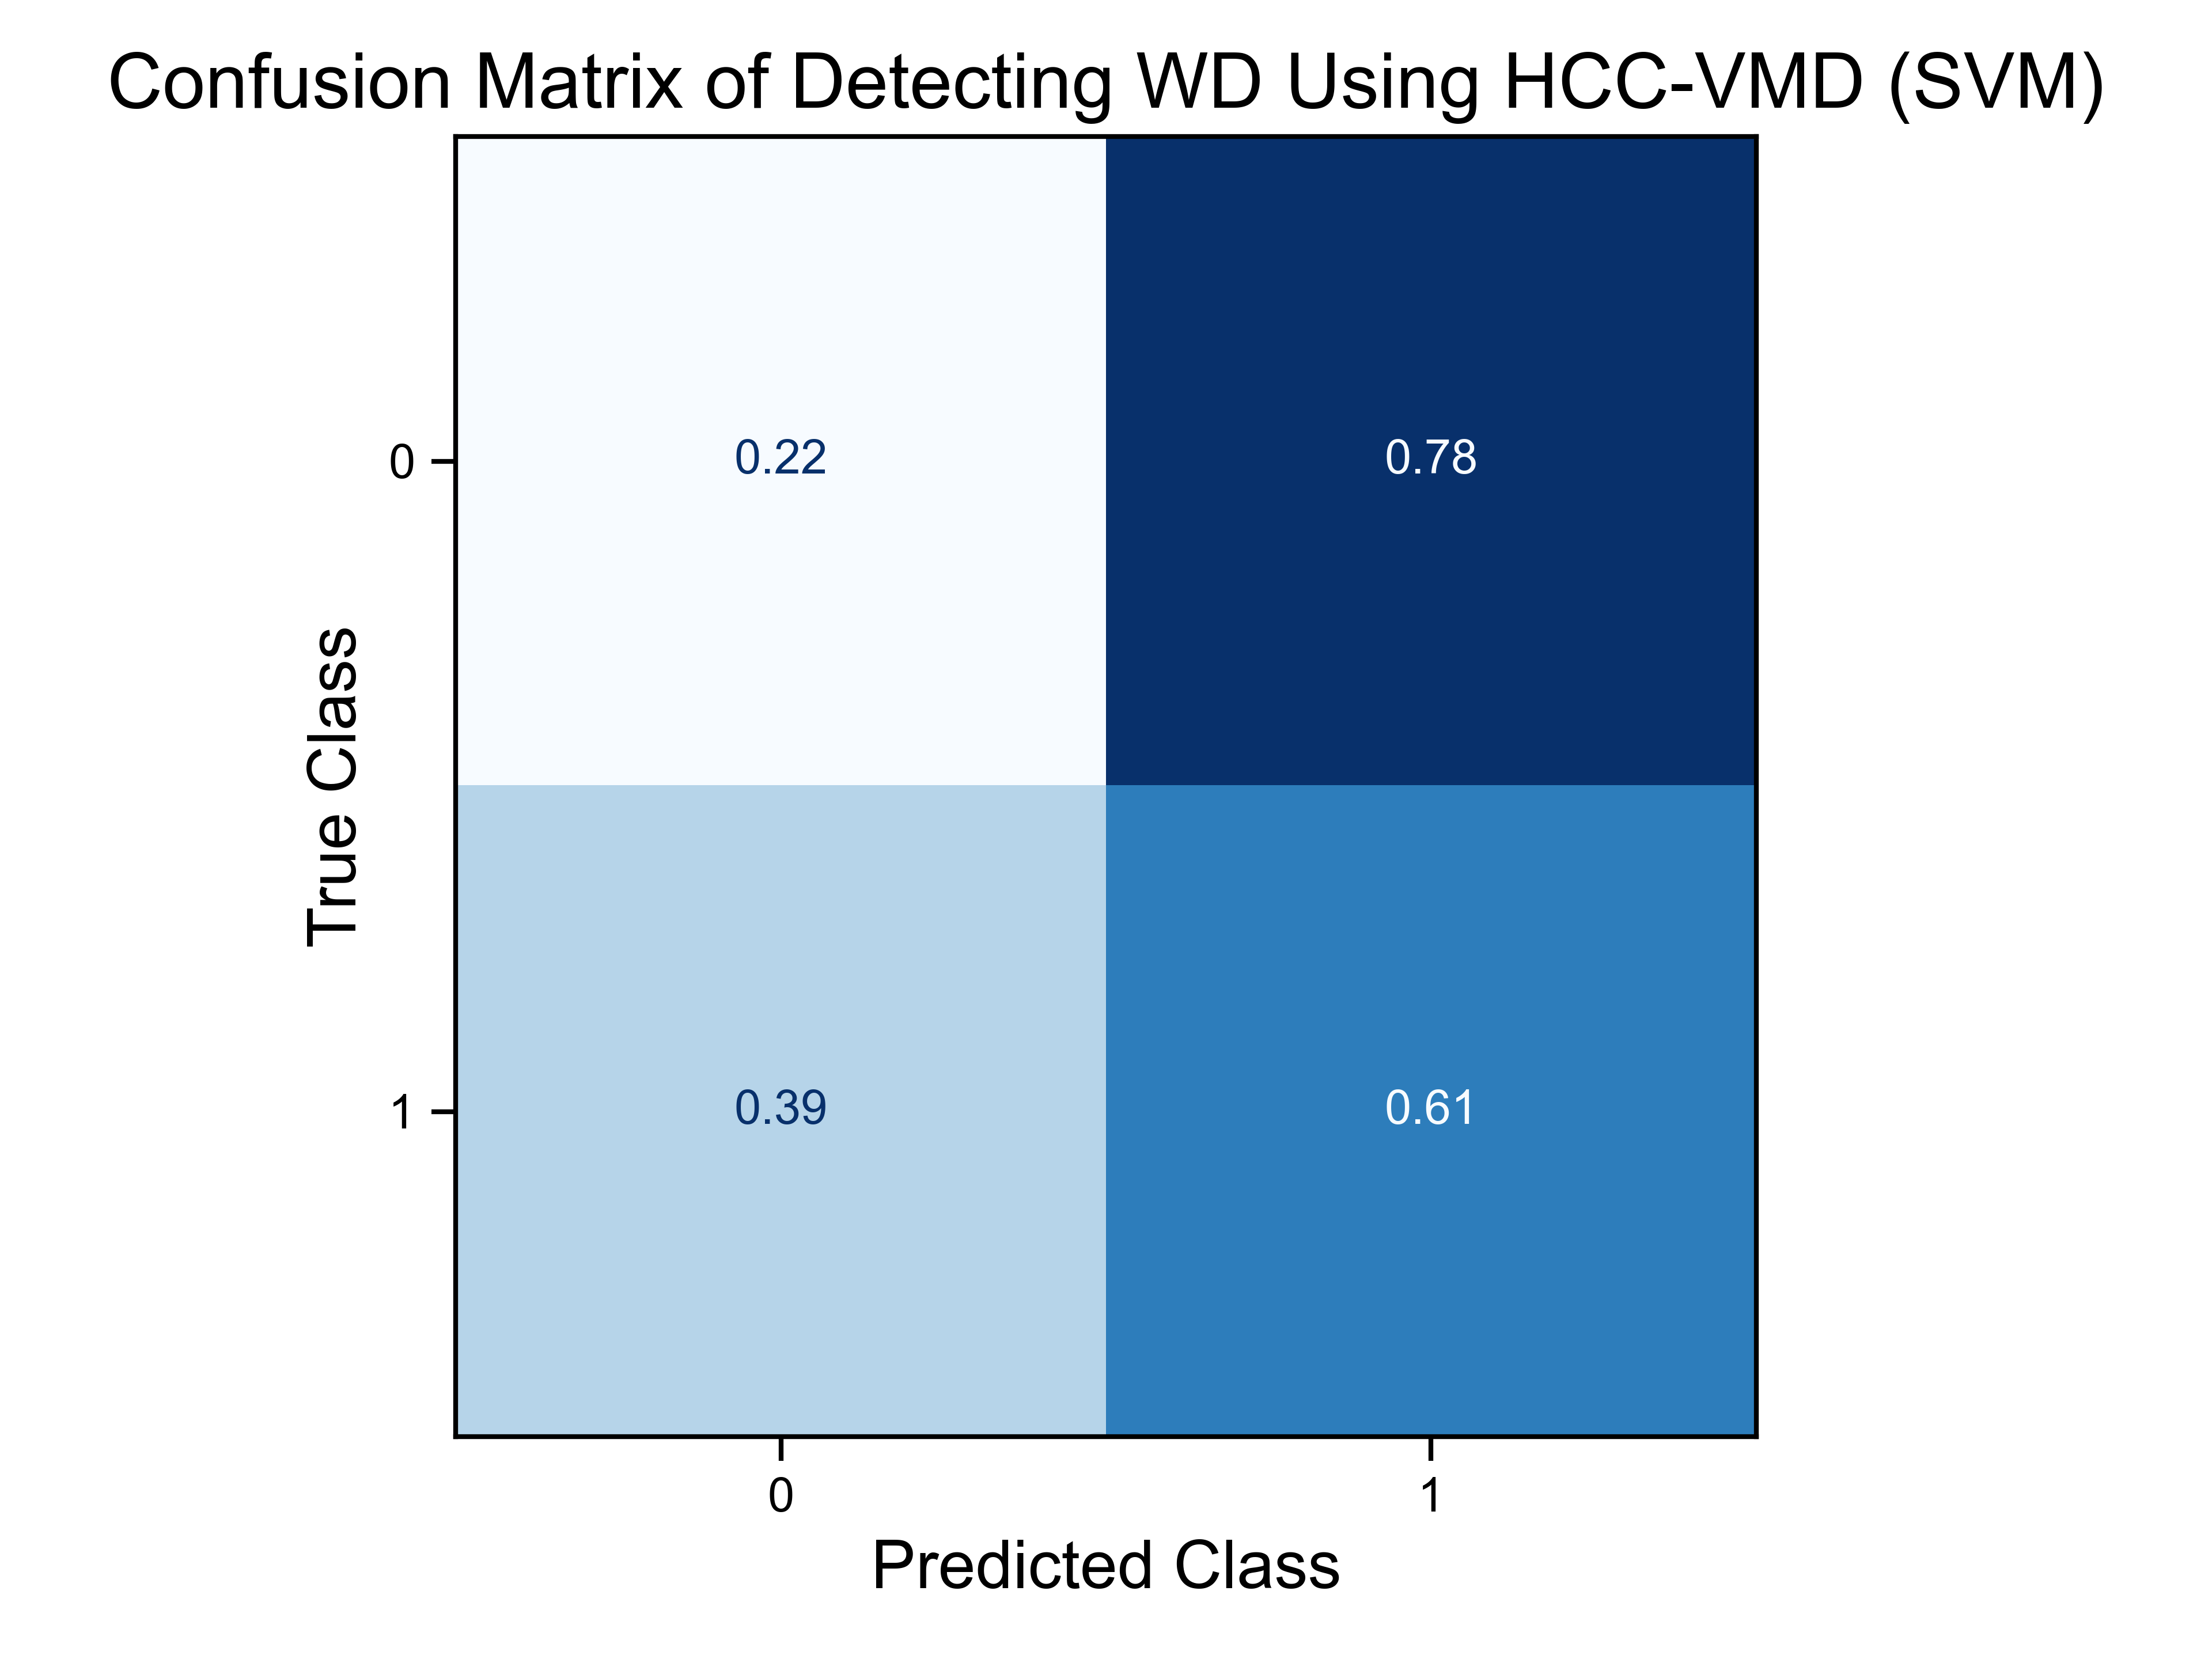 Confusion Matrix of Detecting WD Using HCC-VMD (SVM)
True Class
0
0.22
0.78
1
0.39
0.61
0
1
Predicted Class